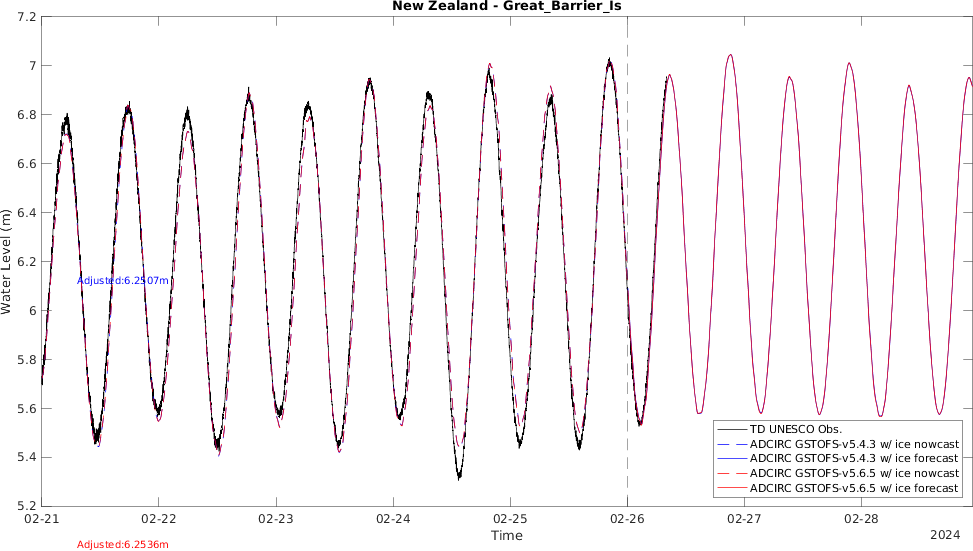 New Zealand - Great_Barrier_Is
7.2
7
6.8
6.6
6.4
6.2
6
5.8
5.6
5.4
5.2
Water Level (m)
Adjusted:6.2507m
TD UNESCO Obs.
ADCIRC GSTOFS-v5.4.3 w/ ice nowcast
ADCIRC GSTOFS-v5.4.3 w/ ice forecast
ADCIRC GSTOFS-v5.6.5 w/ ice nowcast
ADCIRC GSTOFS-v5.6.5 w/ ice forecast
02-21 02-22 02-23 02-24 02-25 02-26 02-27 02-28
Time
2024
Adjusted:6.2536m